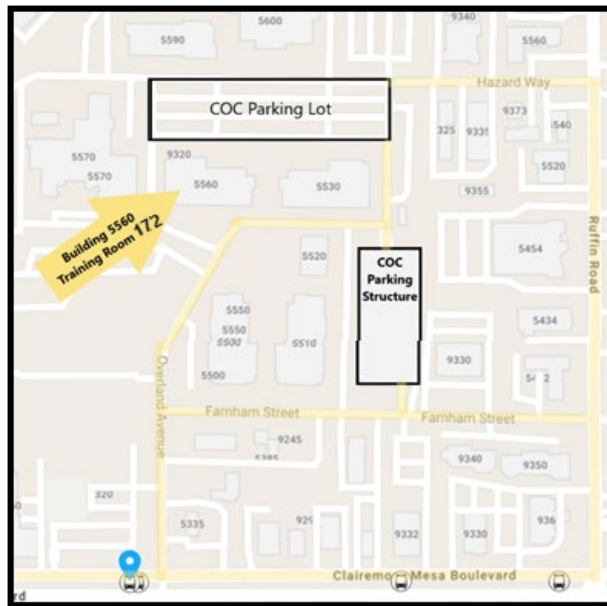 5600
9340
5590
5560
Hazard Way
COC Parking Lot
325
9335
9373
5570
9320
5520
5570
5560
5530
9355
Building 5560
Training Room 172
Ruffin Road
COC
Parking
Structure
5520
5454
5550
5550
5500
5510
5434
9330
5500
Overland Avenue
Farnham Street
Farnham Street
9245
9340
9350
320
5335
9332
9330
936
Mesa Boulevard
rd